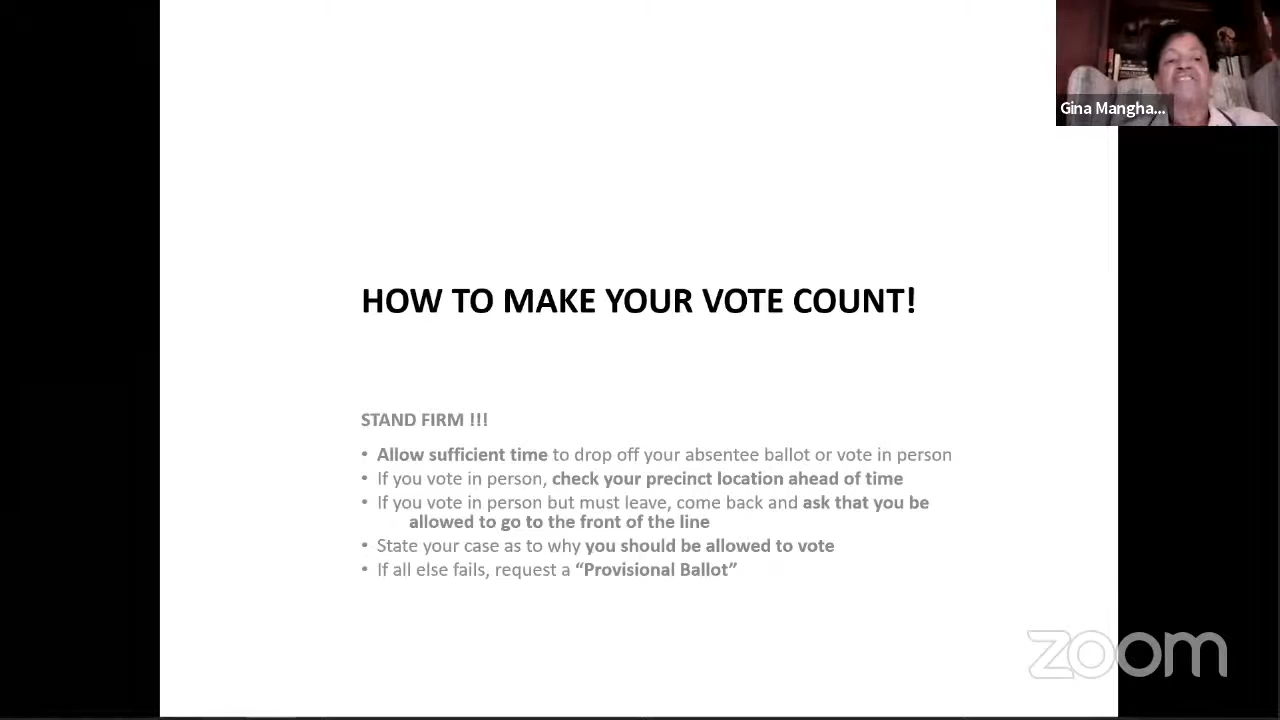 Gina Mangha...
HOW TO MAKE YOUR VOTE COUNT!
STAND FIRM !!!
• Allow sufficient time to drop off your absentee ballot or vote in person
• If you vote in person, check your precinct location ahead of time
• If you vote in person but must leave, come back and ask that you be
allowed to go to the front of the line
• State your case as to why you should be allowed to vote
• If all else fails, request a “Provisional Ballot”
zoom